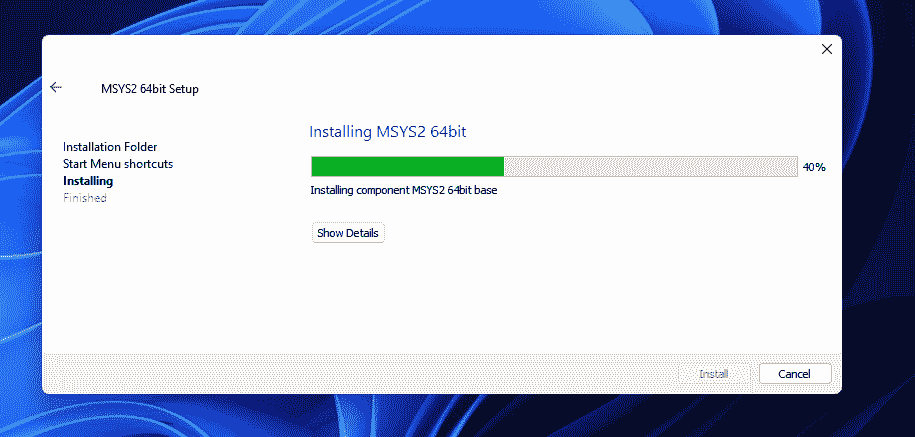 MSYS2 64bit Setup
Installation Folder
Start Menu shortcuts
Installing
Finished
Installing MSYS2 64bit
40%
Installing component MSYS2 64bit base
Show Details
Install
Cancel